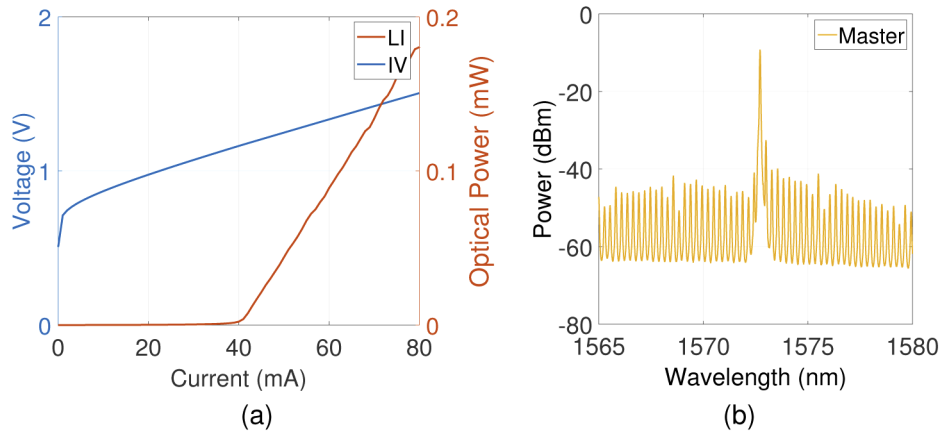 2
1
0
Voltage (V)
0 20 40 60 80
Current (mA)
0.2
0.1
0
Optical Power (mW)
LI
IV
(a)
0
-20
-40
-60
-80
Power (dBm)
1565 1570 1575 1580
Wavelength (nm)
Master
(b)